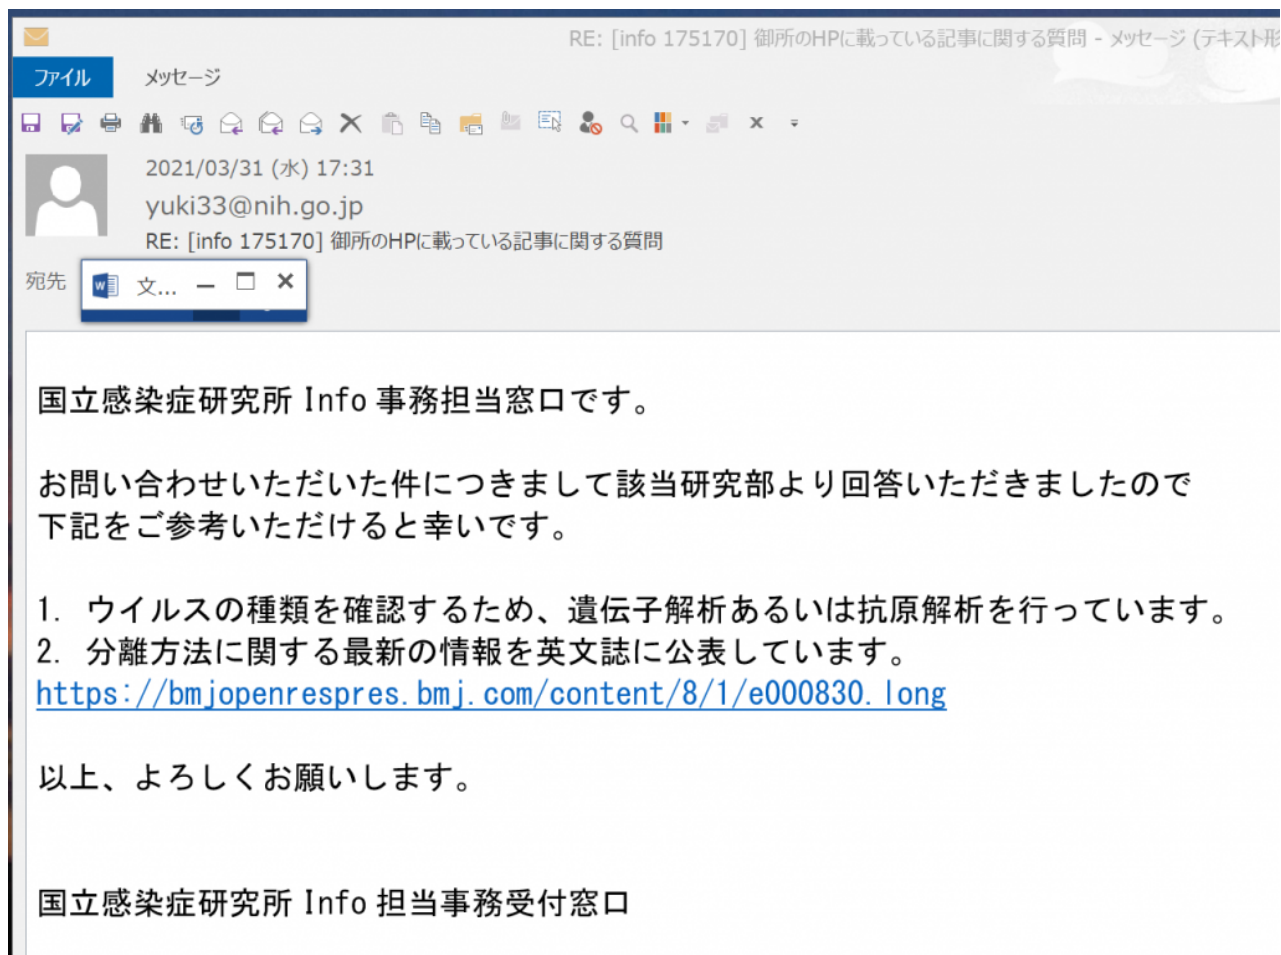 RE: [info 175170] 御所のHPに載っている記事に関する質問 - メッセージ (テキスト形
ファイル メッセージ
2021/03/31 (水) 17:31
yuki33@nih.go.jp
RE: [info 175170] 御所のHPに載っている記事に関する質問
宛先 文...
国立感染症研究所 Info 事務担当窓口です。
お問い合わせいただいた件につきまして該当研究部より回答いただきましたので
下記をご参考いただけると幸いです。
1. ウイルスの種類を確認するため、遺伝子解析あるいは抗原解析を行っています。
2. 分離方法に関する最新の情報を英文誌に公表しています。
https://bmjopenrespres.bmj.com/content/8/1/e000830.long
以上、よろしくお願いします。
国立感染症研究所 Info 担当事務受付窓口